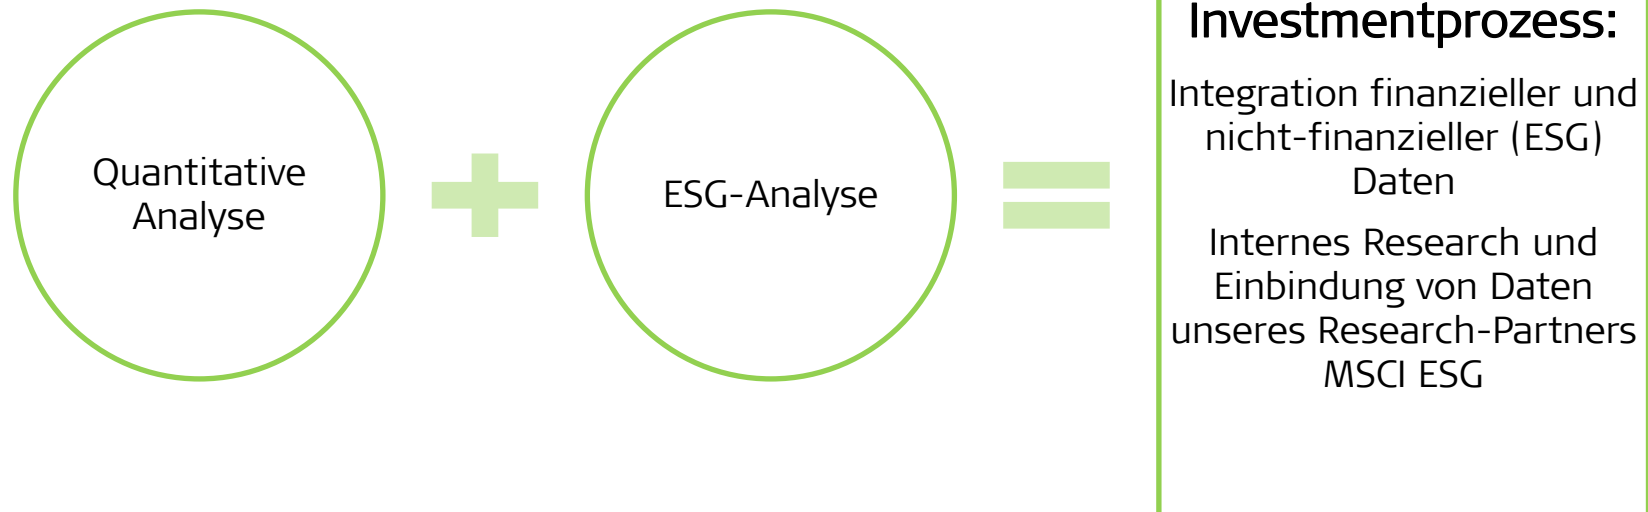 Quantitative
Analyse
ESG-Analyse
Investmentprozess:
Integration finanzieller und
nicht-finanzieller (ESG)
Daten
Internes Research und
Einbindung von Daten
unseres Research-Partners
MSCI ESG